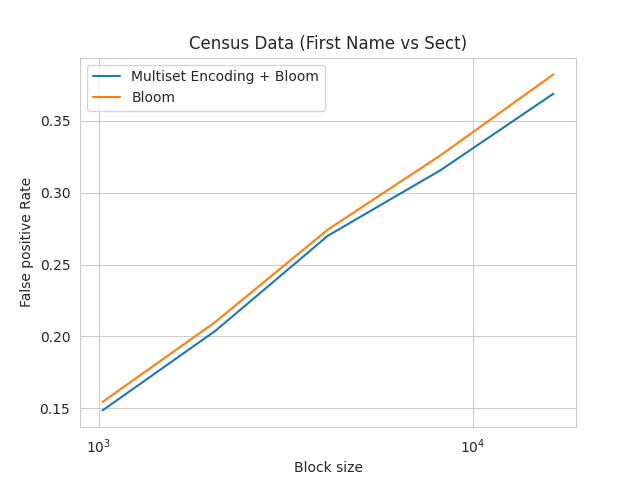 Census Data (First Name vs Sect)
Multiset Encoding + Bloom
Bloom
False positive Rate
0.35
0.30
0.25
0.20
0.15
10³
10⁴
Block size